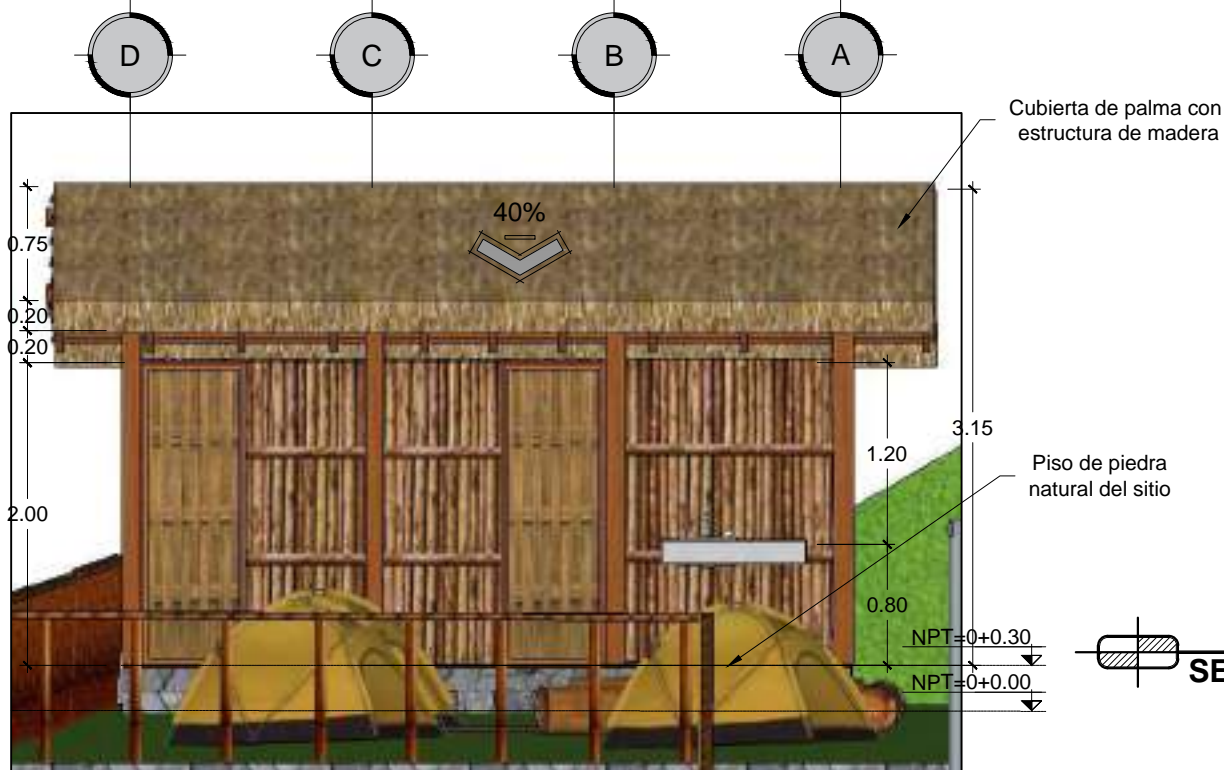 D
C
B
A
Cubierta de palma con
estructura de madera
40%
0.75
0.20
0.20
3.15
1.20
Piso de piedra
natural del sitio
2.00
0.80
NPT=0+0.30
NPT=0+0.00
SE